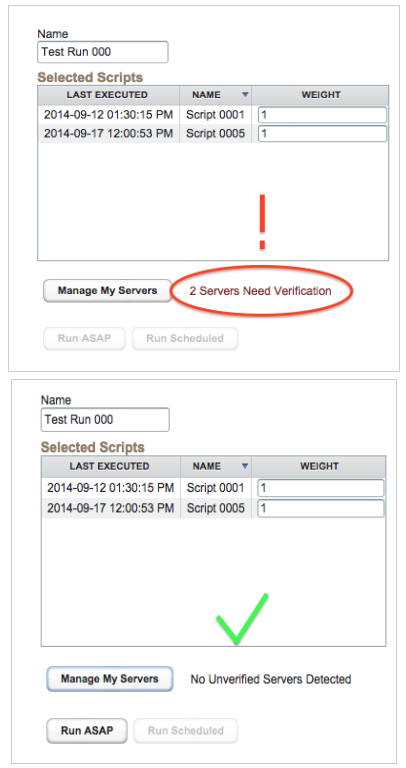 Name
Test Run 000
Selected Scripts
LAST EXECUTED NAME WEIGHT
2014-09-12 01:30:15 PM Script 0001 1
2014-09-17 12:00:53 PM Script 0005 1
!
Manage My Servers 2 Servers Need Verification
Run ASAP Run Scheduled
Name
Test Run 000
Selected Scripts
LAST EXECUTED NAME WEIGHT
2014-09-12 01:30:15 PM Script 0001 1
2014-09-17 12:00:53 PM Script 0005 1
Manage My Servers No Unverified Servers Detected
Run ASAP Run Scheduled